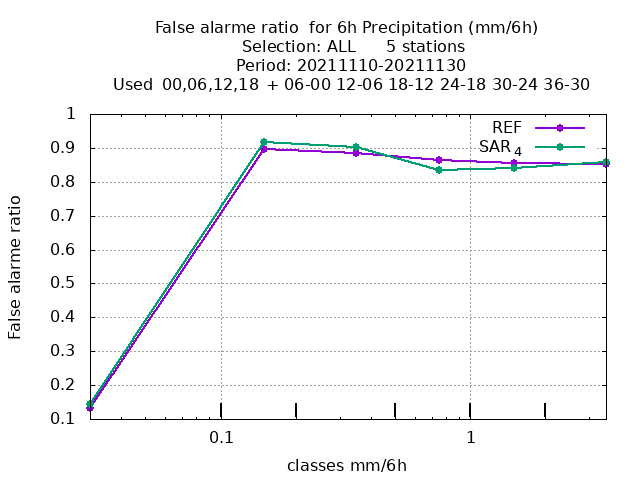 False alarme ratio  for 6h Precipitation (mm/6h)
Selection: ALL      5 stations
Period: 20211110-20211130
Used  00,06,12,18  + 06-00 12-06 18-12 24-18 30-24 36-30
REF
SAR4
1
0.9
0.8
0.7
0.6
0.5
0.4
0.3
0.2
0.1
False alarme ratio
0.1 1
classes mm/6h